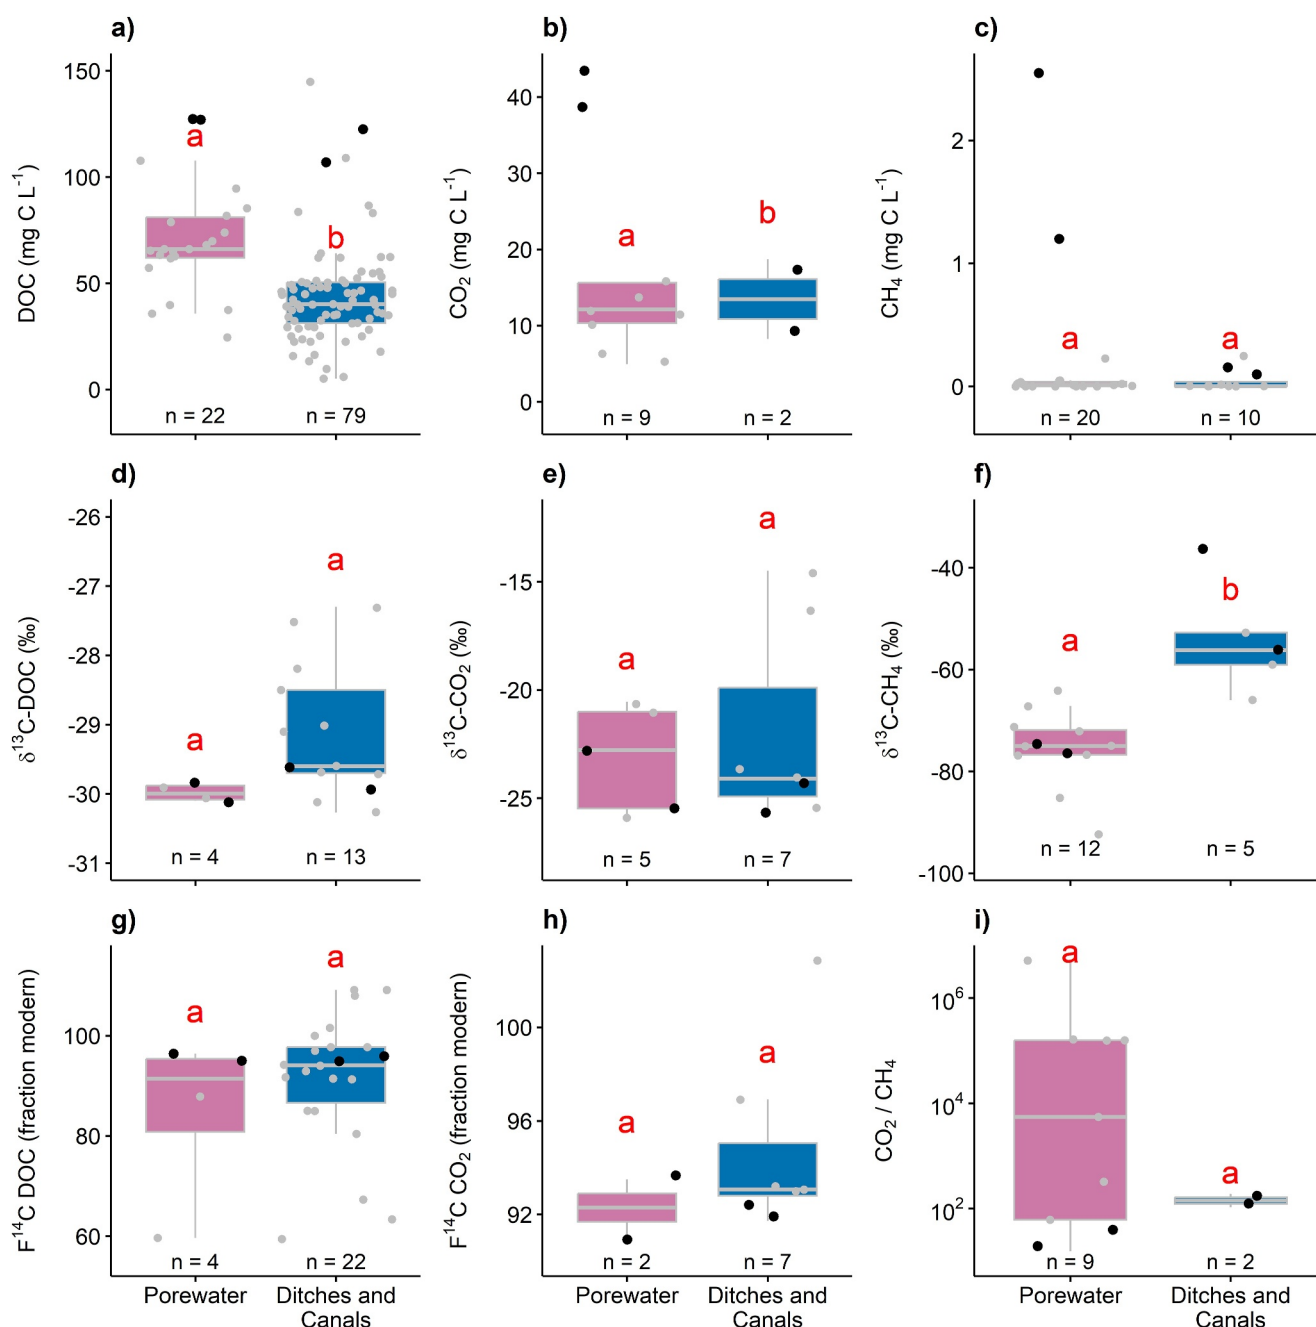 a)
DOC (mg C L⁻¹)
150
100
50
0
a
b
n = 22
n = 79
b)
CO₂ (mg C L⁻¹)
40
30
20
10
0
a
b
n = 9
n = 2
c)
CH₄ (mg C L⁻¹)
2
1
0
a
a
n = 20
n = 10
d)
δ¹³C-DOC (‰)
-26
-27
-28
-29
-30
-31
a
a
n = 4
n = 13
e)
δ¹³C-CO₂ (‰)
-15
-20
-25
a
a
n = 5
n = 7
f)
δ¹³C-CH₄ (‰)
-40
-60
-80
-100
a
b
n = 12
n = 5
g)
F¹⁴C DOC (fraction modern)
100
80
60
a
a
n = 4
n = 22
Porewater
Ditches and
Canals
h)
F¹⁴C CO₂ (fraction modern)
100
96
92
a
a
n = 2
n = 7
Porewater
Ditches and
Canals
i)
CO₂ / CH₄
10⁶
10⁴
10²
a
a
n = 9
n = 2
Porewater
Ditches and
Canals